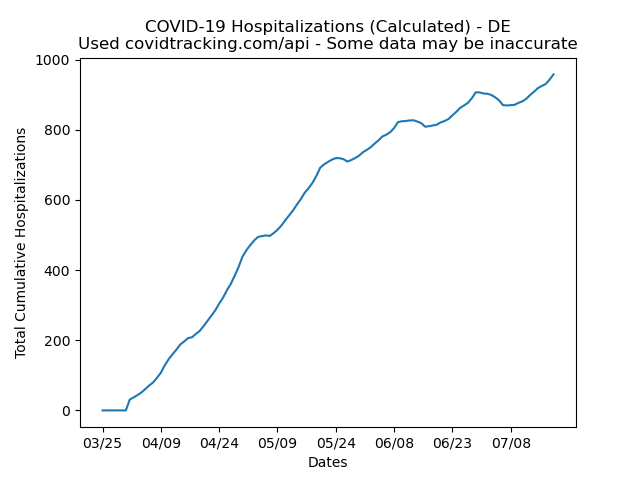 COVID-19 Hospitalizations (Calculated) - DE
Used covidtracking.com/api - Some data may be inaccurate
Total Cumulative Hospitalizations
1000
800
600
400
200
0
03/25 04/09 04/24 05/09 05/24 06/08 06/23 07/08
Dates